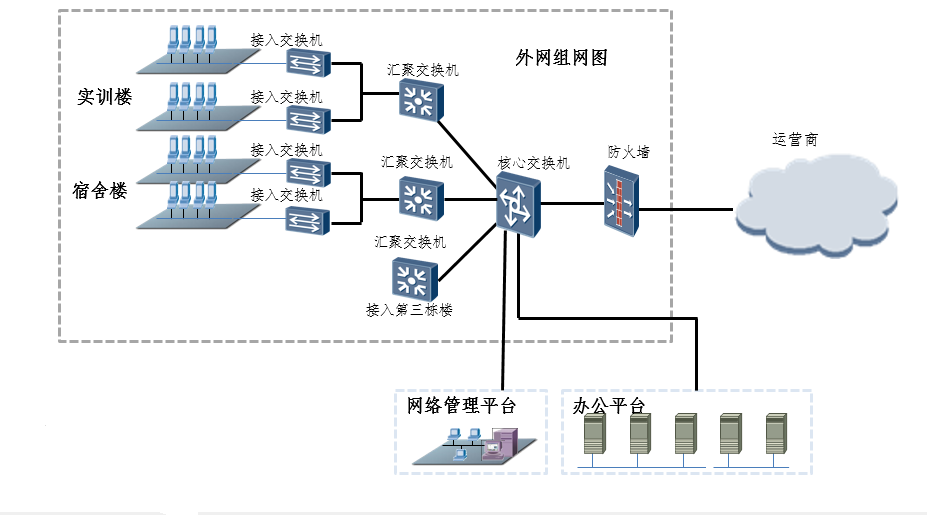 外网组网图
接入交换机
汇聚交换机
实训楼
接入交换机
运营商
接入交换机
防火墙
汇聚交换机
核心交换机
宿舍楼
接入交换机
汇聚交换机
接入第三栋楼
网络管理平台
办公平台